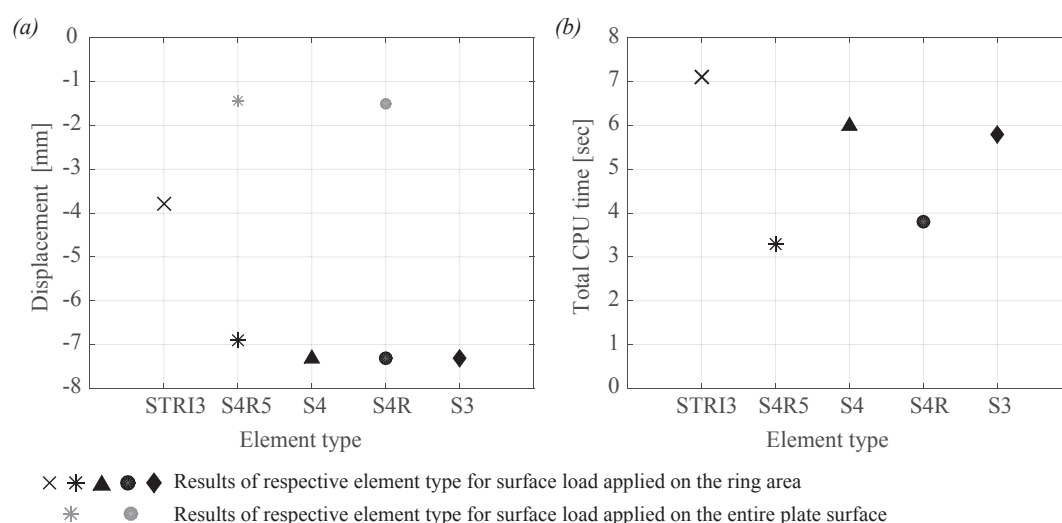 (a)
0
-1
-2
-3
-4
-5
-6
-7
-8
Displacement [mm]
STRI3 S4R5 S4 S4R S3
Element type
(b)
8
7
6
5
4
3
2
1
0
Total CPU time [sec]
STRI3 S4R5 S4 S4R S3
Element type
Results of respective element type for surface load applied on the ring area
Results of respective element type for surface load applied on the entire plate surface